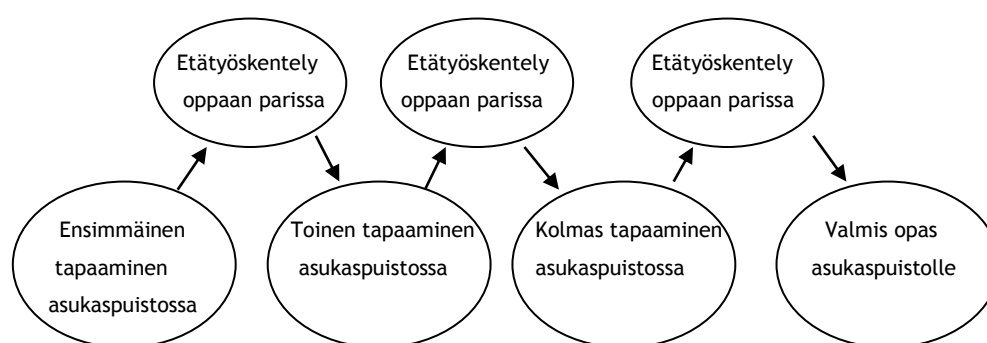 Etätyöskentely
oppaan parissa
Etätyöskentely
oppaan parissa
Etätyöskentely
oppaan parissa
Ensimmäinen
tapaaminen
asukaspuistossa
Toinen tapaaminen
asukaspuistossa
Kolmas tapaaminen
asukaspuistossa
Valmis opas
asukaspuistolle